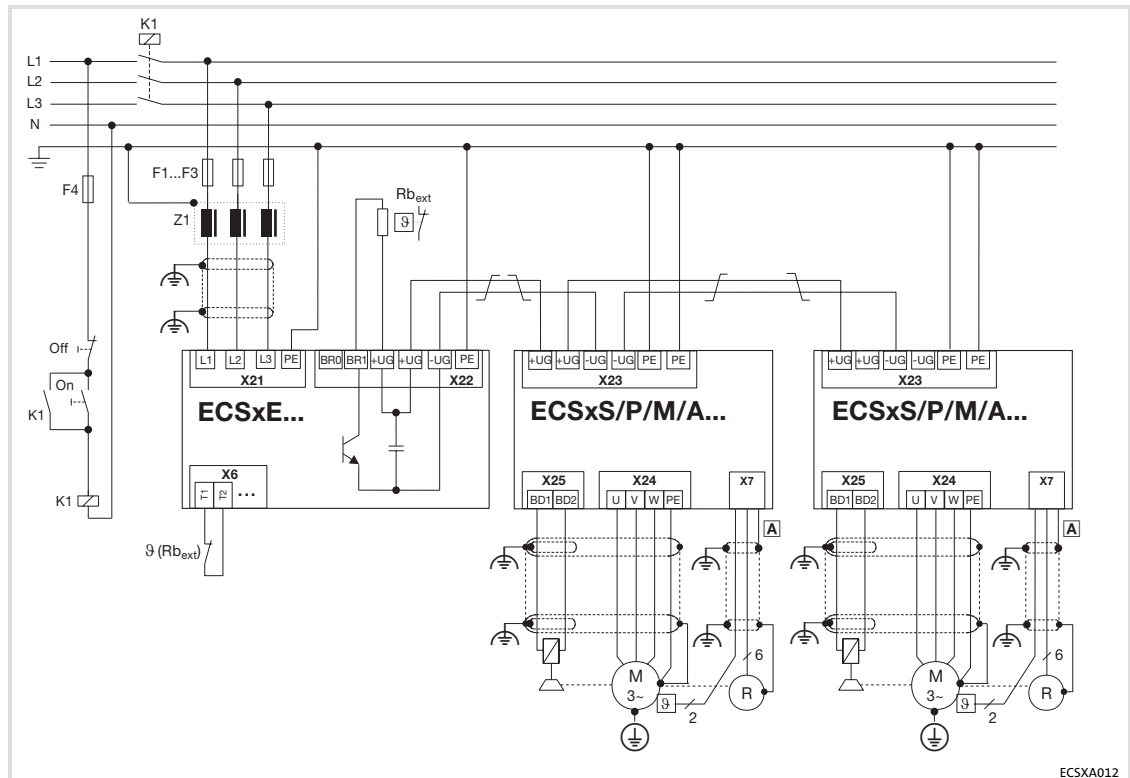 K1
L1
L2
L3
N
F1...F3
F4
Z1
Rb_ext
ϑ
Off
On
K1
K1
L1 L2 L3 PE
X21
BR0 BR1 +UG +UG -UG PE
X22
ECSxE...
X6
T1 T2 ...
ϑ (Rb_ext)
+UG +UG -UG -UG PE PE
X23
ECSxS/P/M/A...
X25
BD1 BD2
X24
U V W PE
X7
A
M
3~
ϑ
2
6
R
+UG +UG -UG -UG PE PE
X23
ECSxS/P/M/A...
X25
BD1 BD2
X24
U V W PE
X7
A
M
3~
ϑ
2
6
R
ECSXA012